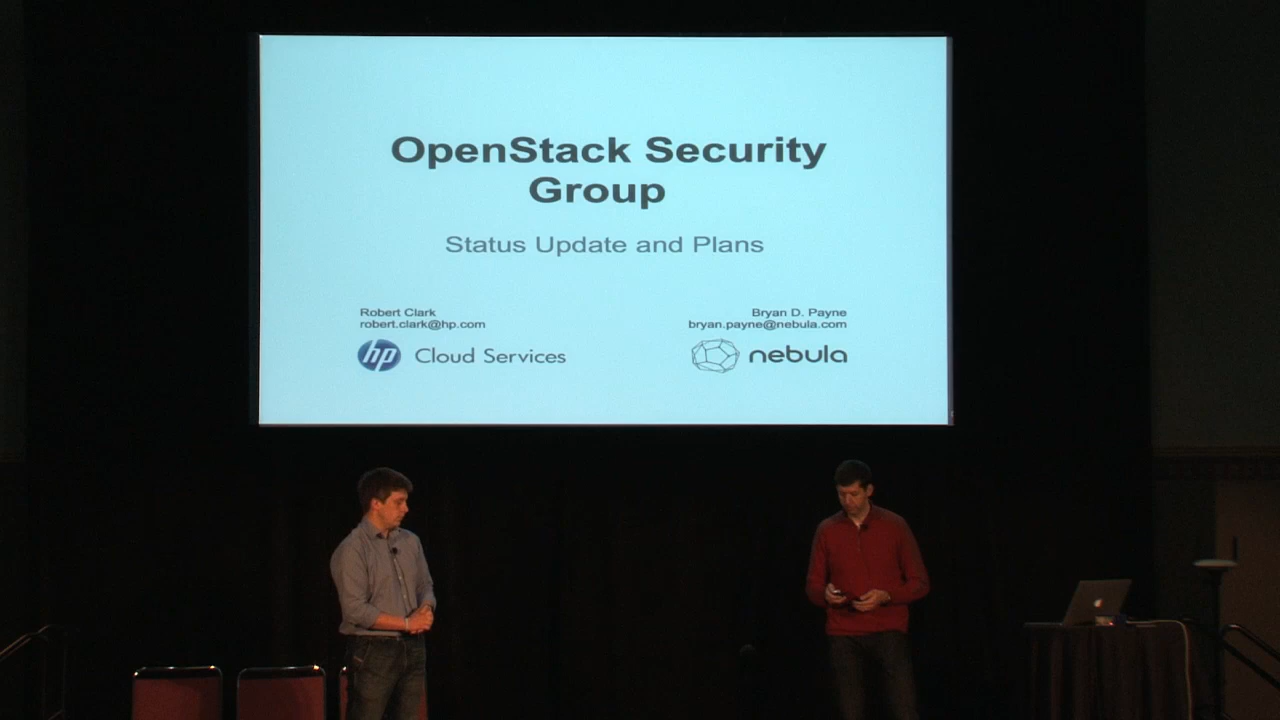 OpenStack Security
Group
Status Update and Plans
Robert Clark
robert.clark@hp.com
hp Cloud Services
Bryan D. Payne
bryan.payne@nebula.com
nebula